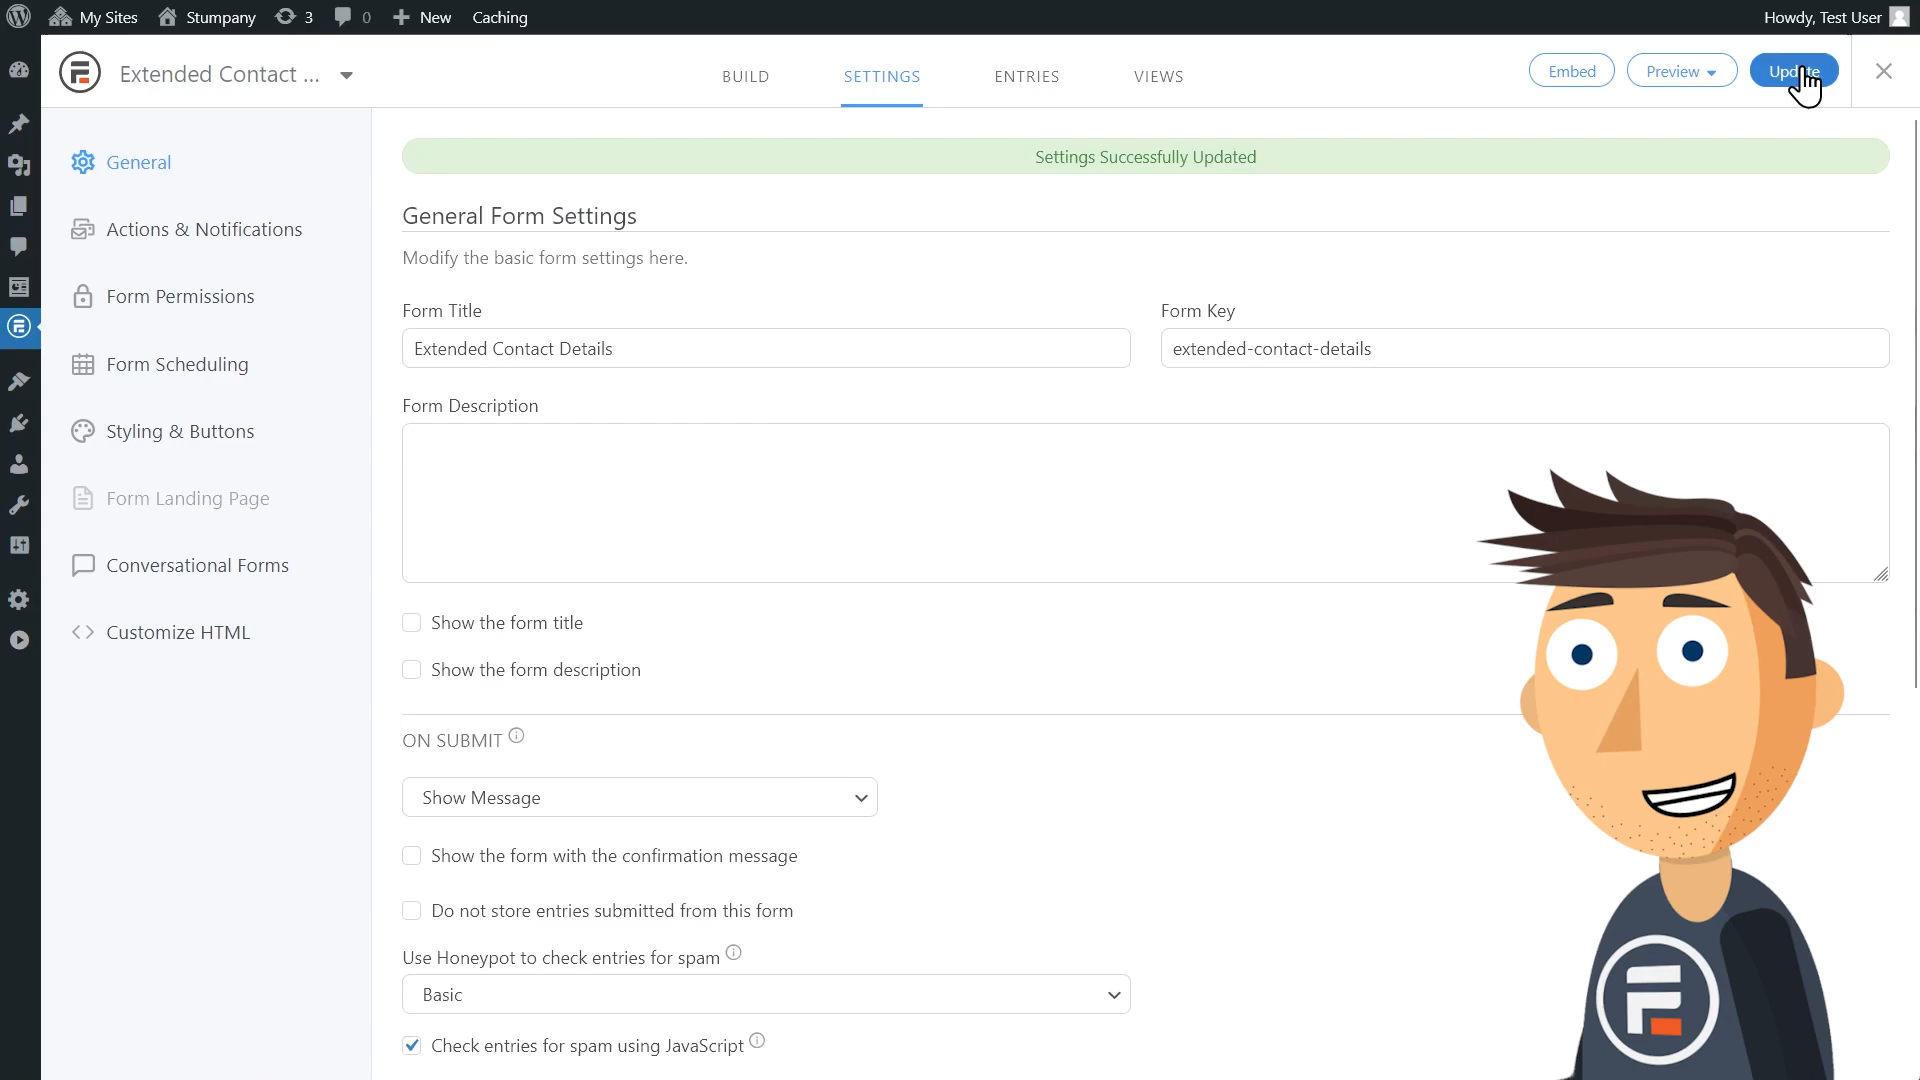 My Sites Stumpany 3 0 New Caching Howdy, Test User
Extended Contact ... BUILD SETTINGS ENTRIES VIEWS Embed Preview Update
General
Actions & Notifications
Form Permissions
Form Scheduling
Styling & Buttons
Form Landing Page
Conversational Forms
Customize HTML
Settings Successfully Updated
General Form Settings
Modify the basic form settings here.
Form Title Form Key
Extended Contact Details extended-contact-details
Form Description
Show the form title
Show the form description
ON SUBMIT
Show Message
Show the form with the confirmation message
Do not store entries submitted from this form
Use Honeypot to check entries for spam
Basic
Check entries for spam using JavaScript